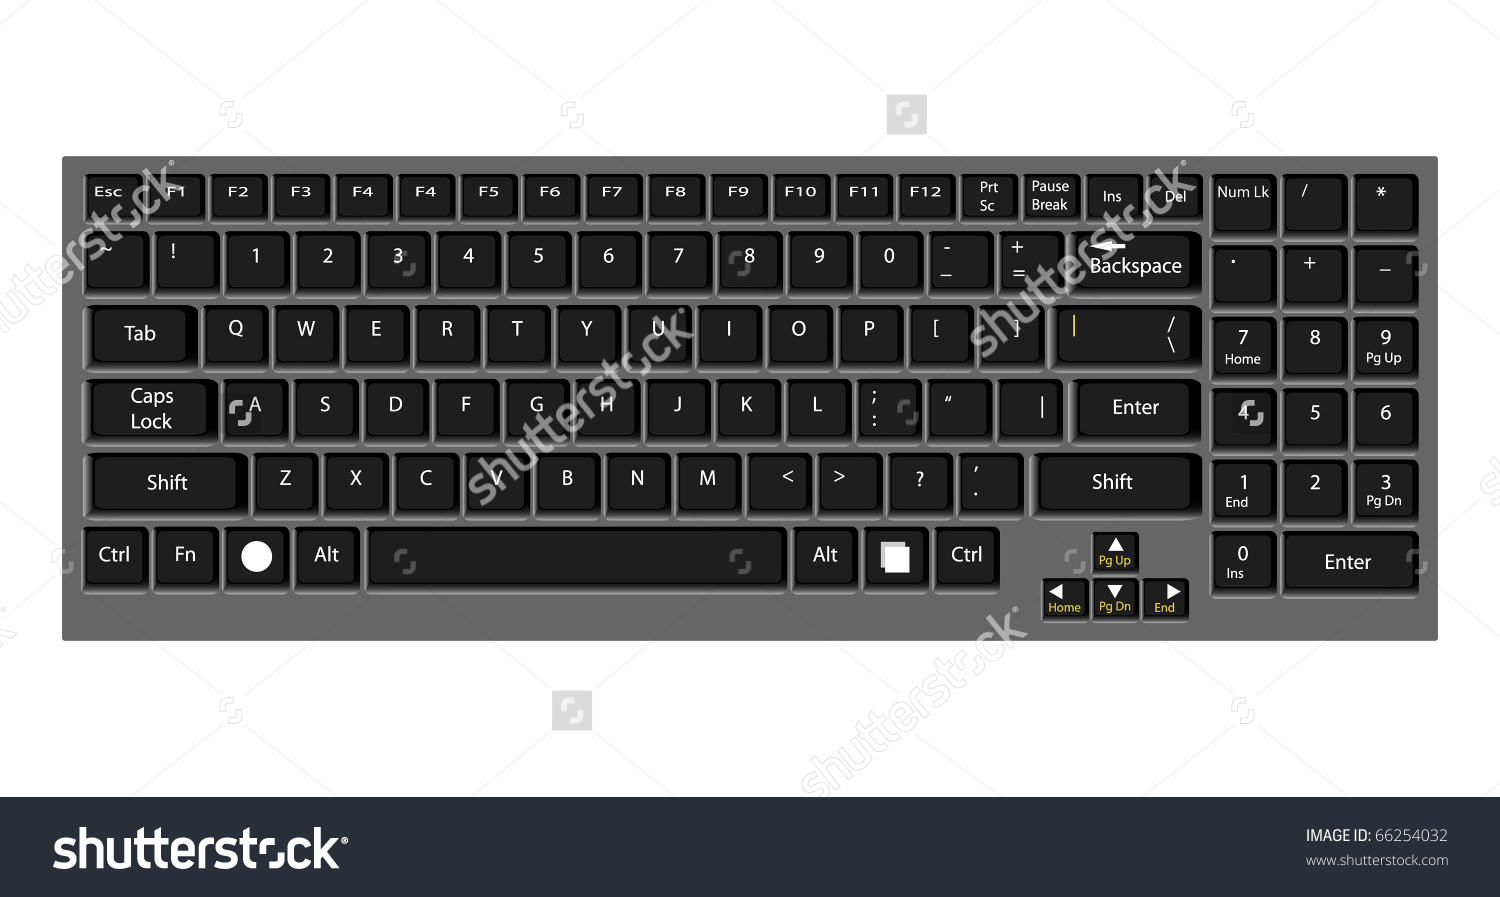 Esc F1 F2 F3 F4 F4 F5 F6 F7 F8 F9 F10 F11 F12 Prt Sc Pause Break Ins Del Num Lk / *
~ ! 1 2 3 4 5 6 7 8 9 0 - _ + = Backspace . + _
Tab Q W E R T Y U I O P [ ] | / \ 7 Home 8 9 Pg Up
Caps Lock A S D F G H J K L ; : “ | Enter 4 5 6
Shift Z X C V B N M < > ? ‘ . Shift 1 End 2 3 Pg Dn
Ctrl Fn Alt Alt Ctrl Pg Up 0 Ins Enter
Home Pg Dn End
shutterstock®
shutterstock®
shutterstock®
shutterstock®
shutterstock®
IMAGE ID: 66254032
www.shutterstock.com